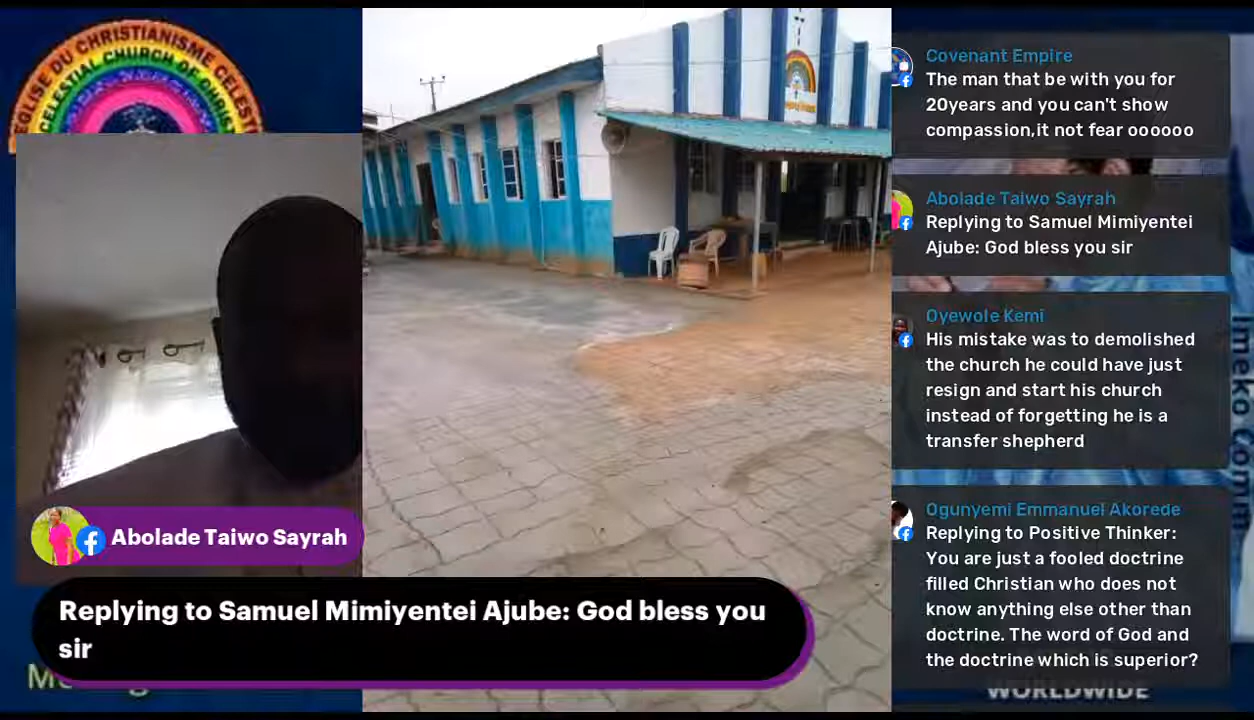 EGLISE DU CHRISTIANISME CELESTE
CELESTIAL CHURCH OF CHRIST
Covenant Empire
The man that be with you for
20years and you can't show
compassion,it not fear oooooo
Abolade Taiwo Sayrah
Replying to Samuel Mimiyentei
Ajube: God bless you sir
Oyewole Kemi
His mistake was to demolished
the church he could have just
resign and start his church
instead of forgetting he is a
transfer shepherd
Ogunyemi Emmanuel Akorede
Replying to Positive Thinker:
You are just a fooled doctrine
filled Christian who does not
know anything else other than
doctrine. The word of God and
the doctrine which is superior?
Abolade Taiwo Sayrah
Replying to Samuel Mimiyentei Ajube: God bless you
sir
WORLDWIDE
Imeko Comm